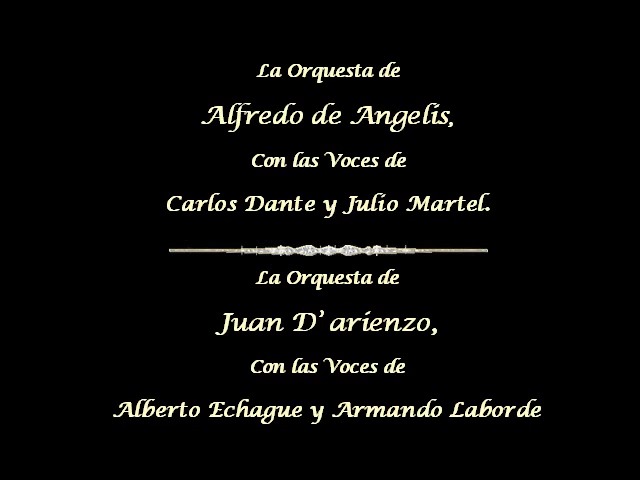 La Orquesta de
Alfredo de Angelis,
Con las Voces de
Carlos Dante y Julio Martel.
La Orquesta de
Juan D' arienzo,
Con las Voces de
Alberto Echague y Armando Laborde